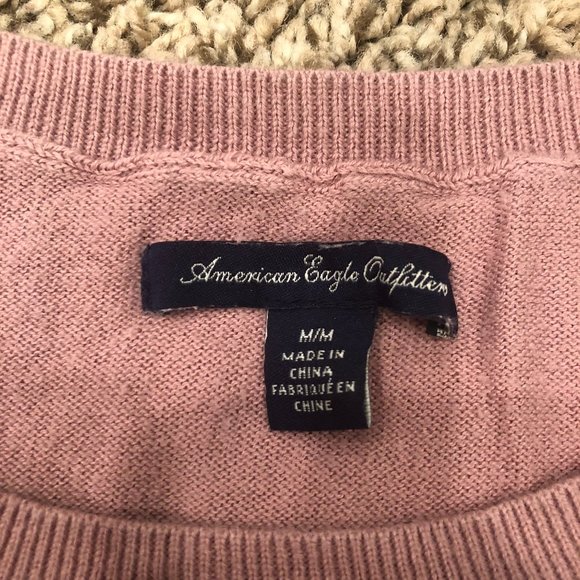 American Eagle Outfitters
M/M
MADE IN
CHINA
FABRIQUÉ EN
CHINE